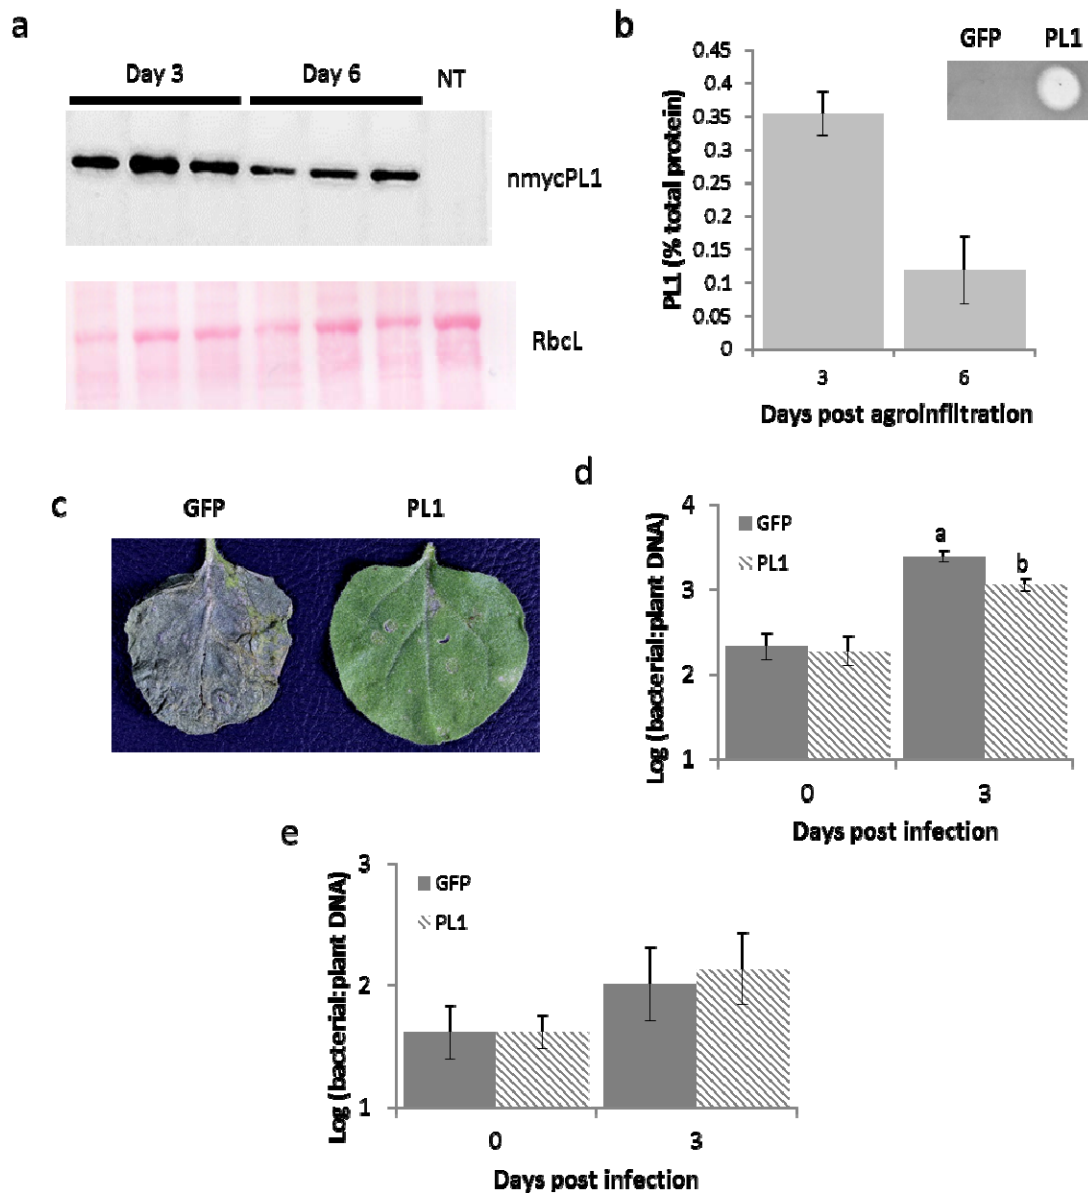 a
Day 3 Day 6 NT
nmycPL1
RbcL
b
GFP PL1
0.45
0.4
0.35
0.3
0.25
0.2
0.15
0.1
0.05
0
PL1 (% total protein)
3 6
Days post agroinfiltration
c
GFP PL1
d
4
3
2
1
Log (bacterial:plant DNA)
GFP
PL1
a
b
0 3
Days post infection
e
3
2
1
Log (bacterial:plant DNA)
GFP
PL1
0 3
Days post infection